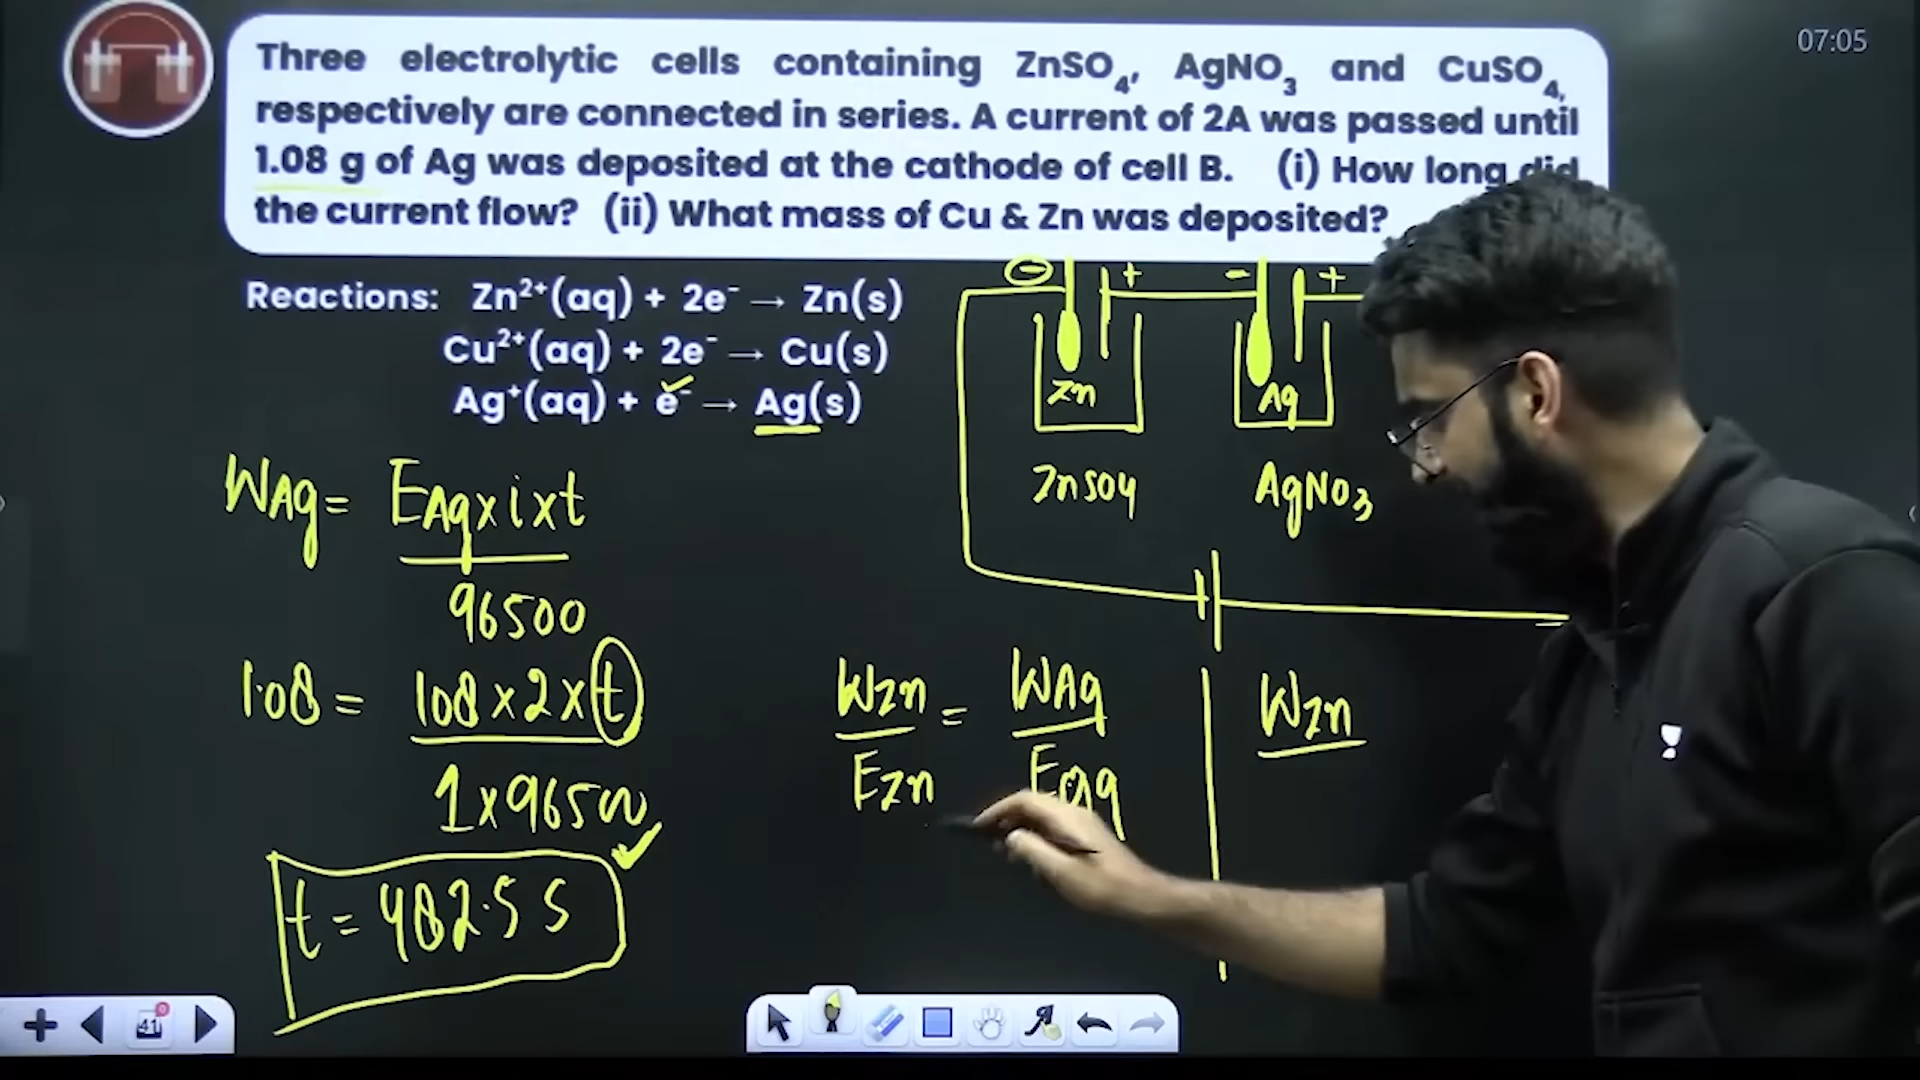 07:05
Three electrolytic cells containing ZnSO₄, AgNO₃ and CuSO₄,
respectively are connected in series. A current of 2A was passed until
1.08 g of Ag was deposited at the cathode of cell B. (i) How long did
the current flow? (ii) What mass of Cu & Zn was deposited?
Reactions: Zn²⁺(aq) + 2e⁻ → Zn(s)
Cu²⁺(aq) + 2e⁻ → Cu(s)
Ag⁺(aq) + e⁻ → Ag(s)
- + - +
Zn Ag
ZnSO4 AgNO3
WAg = EAg x i x t
96500
1.08 = 108 x 2 x t
1 x 96500
t = 482.5 s
WZn = WAg
EZn EAg
WZn
41
0